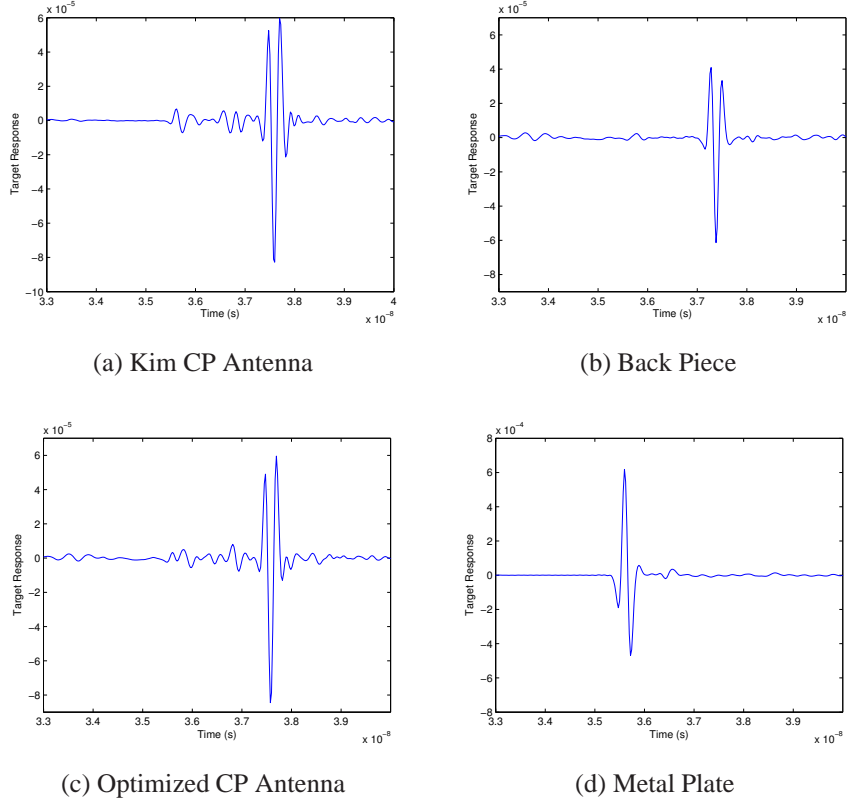 x 10⁻⁵
6
4
2
0
−2
−4
−6
−8
−10
Target Response
3.3 3.4 3.5 3.6 3.7 3.8 3.9 4
Time (s)
x 10⁻⁸
(a) Kim CP Antenna
x 10⁻⁵
8
6
4
2
0
−2
−4
−6
−8
Target Response
3.3 3.4 3.5 3.6 3.7 3.8 3.9
Time (s)
x 10⁻⁸
(b) Back Piece
x 10⁻⁵
6
4
2
0
−2
−4
−6
−8
Target Response
3.3 3.4 3.5 3.6 3.7 3.8 3.9
Time (s)
x 10⁻⁸
(c) Optimized CP Antenna
x 10⁻⁴
8
6
4
2
0
−2
−4
−6
−8
Target Response
3.3 3.4 3.5 3.6 3.7 3.8 3.9
Time (s)
x 10⁻⁸
(d) Metal Plate